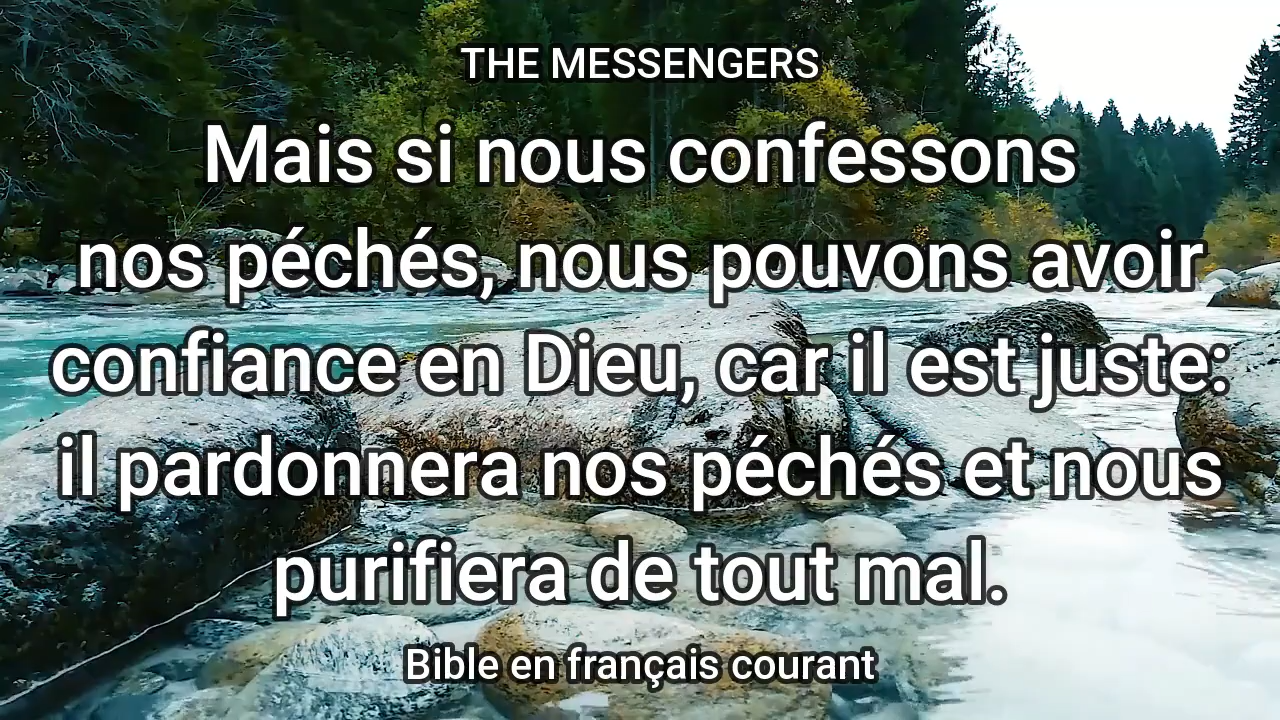 THE MESSENGERS
Mais si nous confessons
nos péchés, nous pouvons avoir
confiance en Dieu, car il est juste:
il pardonnera nos péchés et nous
purifiera de tout mal.
Bible en français courant